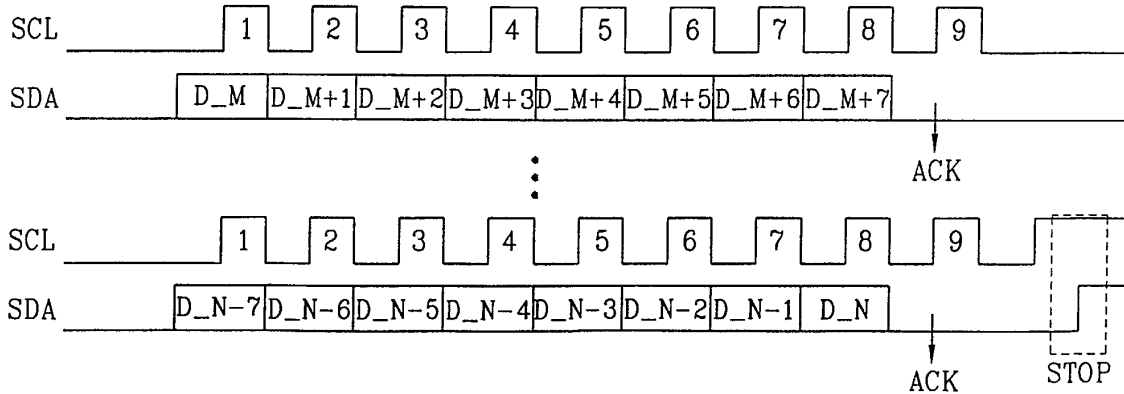 SCL 1 2 3 4 5 6 7 8 9
SDA D_M D_M+1 D_M+2 D_M+3 D_M+4 D_M+5 D_M+6 D_M+7
ACK
SCL 1 2 3 4 5 6 7 8 9
SDA D_N-7 D_N-6 D_N-5 D_N-4 D_N-3 D_N-2 D_N-1 D_N
ACK STOP